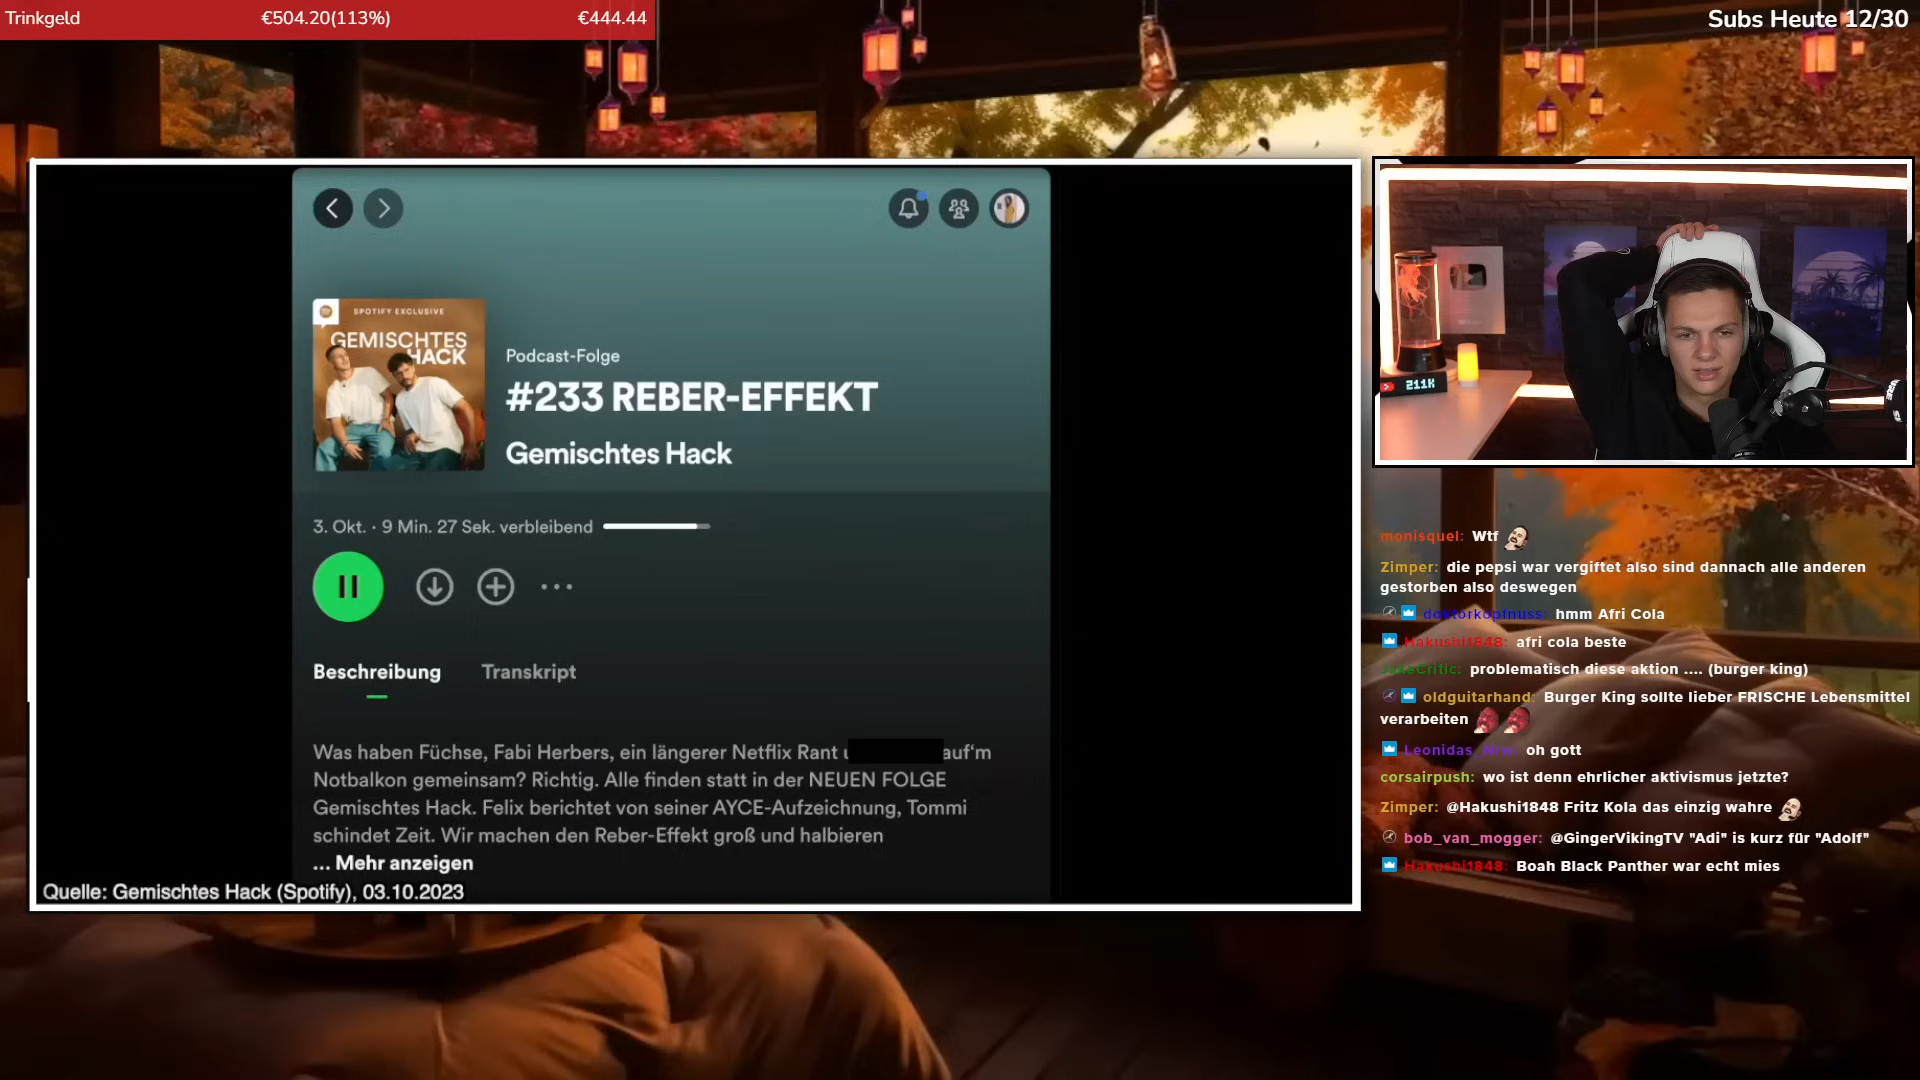 Trinkgeld €504.20(113%) €444.44
Subs Heute 12/30
SPOTIFY EXCLUSIVE
GEMISCHTES
HACK
Podcast-Folge
#233 REBER-EFFEKT
Gemischtes Hack
3. Okt. · 9 Min. 27 Sek. verbleibend
Beschreibung Transkript
Was haben Füchse, Fabi Herbers, ein längerer Netflix Rant auf‘m
Notbalkon gemeinsam? Richtig. Alle finden statt in der NEUEN FOLGE
Gemischtes Hack. Felix berichtet von seiner AYCE-Aufzeichnung, Tommi
schindet Zeit. Wir machen den Reber-Effekt groß und halbieren
... Mehr anzeigen
Quelle: Gemischtes Hack (Spotify), 03.10.2023
211K
monisquel: Wtf
Zimper: die pepsi war vergiftet also sind dannach alle anderen
gestorben also deswegen
doktorkopfnuss: hmm Afri Cola
Hakushi1848: afri cola beste
JokeCritic: problematisch diese aktion .... (burger king)
oldguitarhand: Burger King sollte lieber FRISCHE Lebensmittel
verarbeiten
Leonidas_Nrw: oh gott
corsairpush: wo ist denn ehrlicher aktivismus jetzte?
Zimper: @Hakushi1848 Fritz Kola das einzig wahre
bob_van_mogger: @GingerVikingTV "Adi" is kurz für "Adolf"
Hakushi1848: Boah Black Panther war echt mies